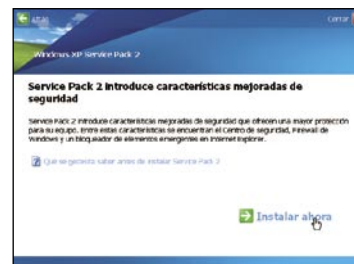 Atrás
Cerrar
Windows XP Service Pack 2
Service Pack 2 introduce características mejoradas de
seguridad
Service Pack 2 introduce características mejoradas de seguridad que ofrecen una mayor protección
para su equipo. Entre estas características se encuentran el Centro de seguridad, Firewall de
Windows y un bloqueador de elementos emergentes en Internet Explorer.
Qué se necesita saber antes de instalar Service Pack 2
Instalar ahora